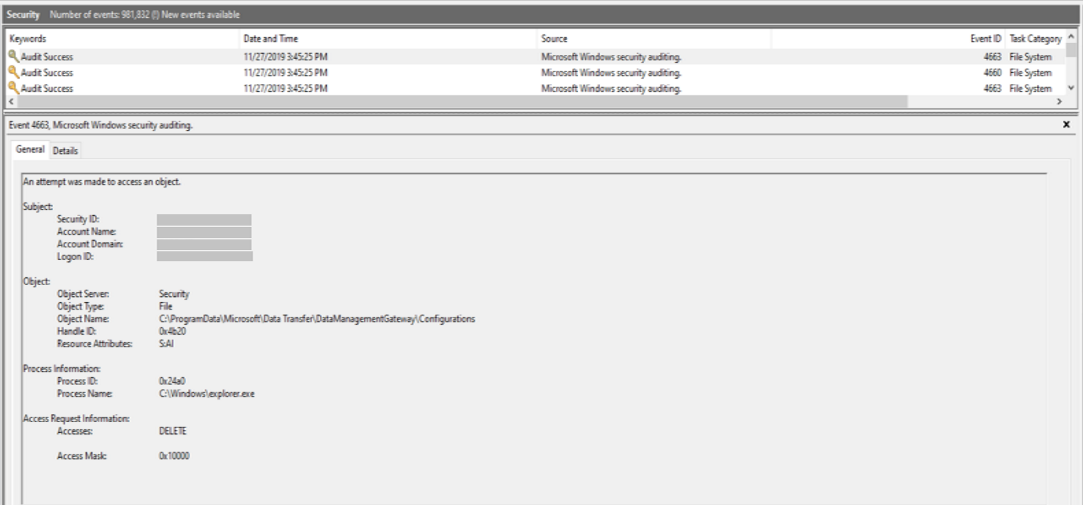 Security Number of events: 981,832 (!) New events available
Keywords Date and Time Source Event ID Task Category
Audit Success 11/27/2019 3:45:25 PM Microsoft Windows security auditing. 4663 File System
Audit Success 11/27/2019 3:45:25 PM Microsoft Windows security auditing. 4660 File System
Audit Success 11/27/2019 3:45:25 PM Microsoft Windows security auditing. 4663 File System
Event 4663, Microsoft Windows security auditing.
General Details
An attempt was made to access an object.
Subject:
Security ID:
Account Name:
Account Domain:
Logon ID:
Object:
Object Server: Security
Object Type: File
Object Name: C:\ProgramData\Microsoft\Data Transfer\DataManagementGateway\Configurations
Handle ID: 0x4b20
Resource Attributes: S:AI
Process Information:
Process ID: 0x24a0
Process Name: C:\Windows\explorer.exe
Access Request Information:
Accesses: DELETE
Access Mask: 0x10000